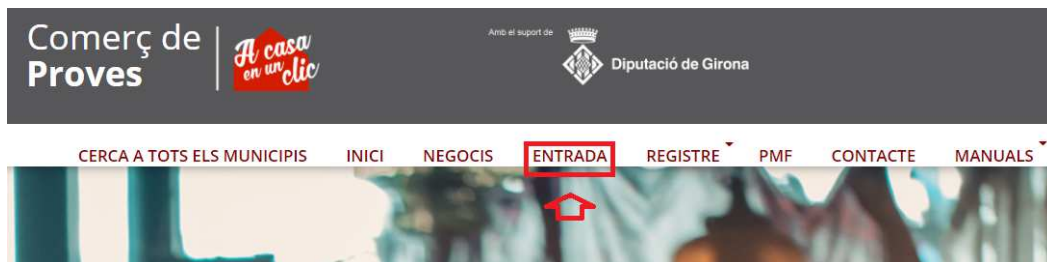 Comerç de
Proves
A casa
en un clic
Amb el suport de
Diputació de Girona
CERCA A TOTS ELS MUNICIPIS INICI NEGOCIS ENTRADA REGISTRE PMF CONTACTE MANUALS